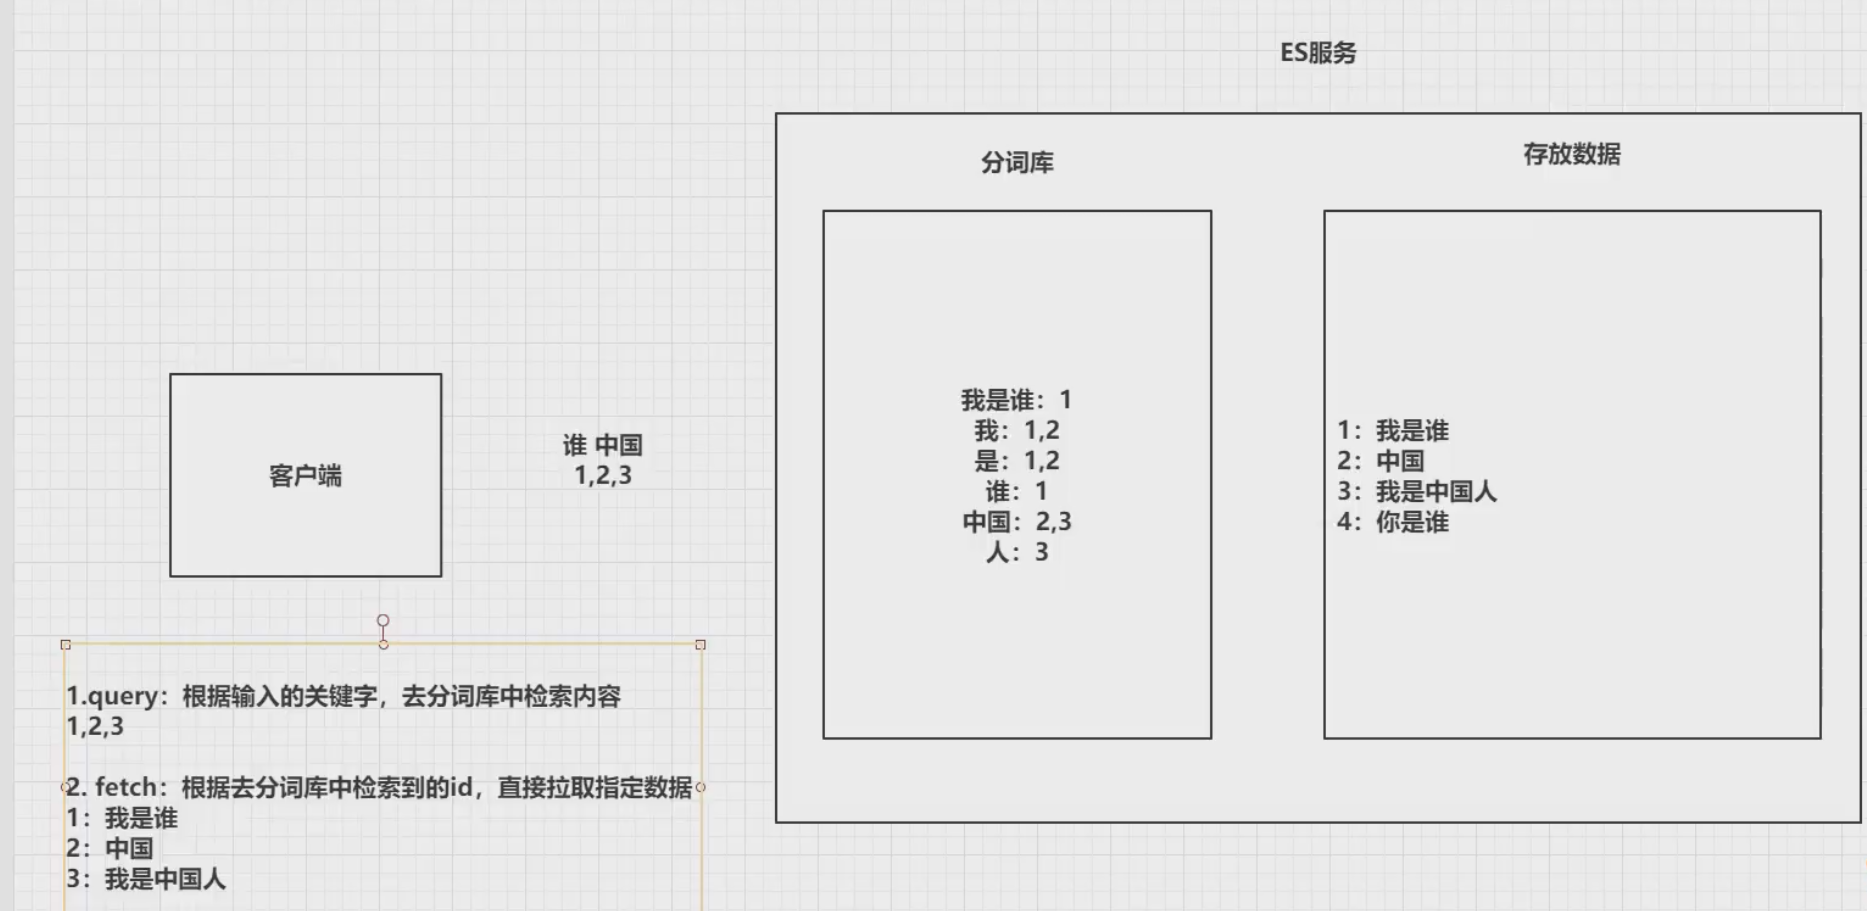 ES服务
分词库
存放数据
我是谁：1
我：1,2
是：1,2
谁：1
中国：2,3
人：3
1：我是谁
2：中国
3：我是中国人
4：你是谁
客户端
谁 中国
1,2,3
1.query：根据输入的关键字，去分词库中检索内容
1,2,3
2. fetch：根据去分词库中检索到的id，直接拉取指定数据
1：我是谁
2：中国
3：我是中国人